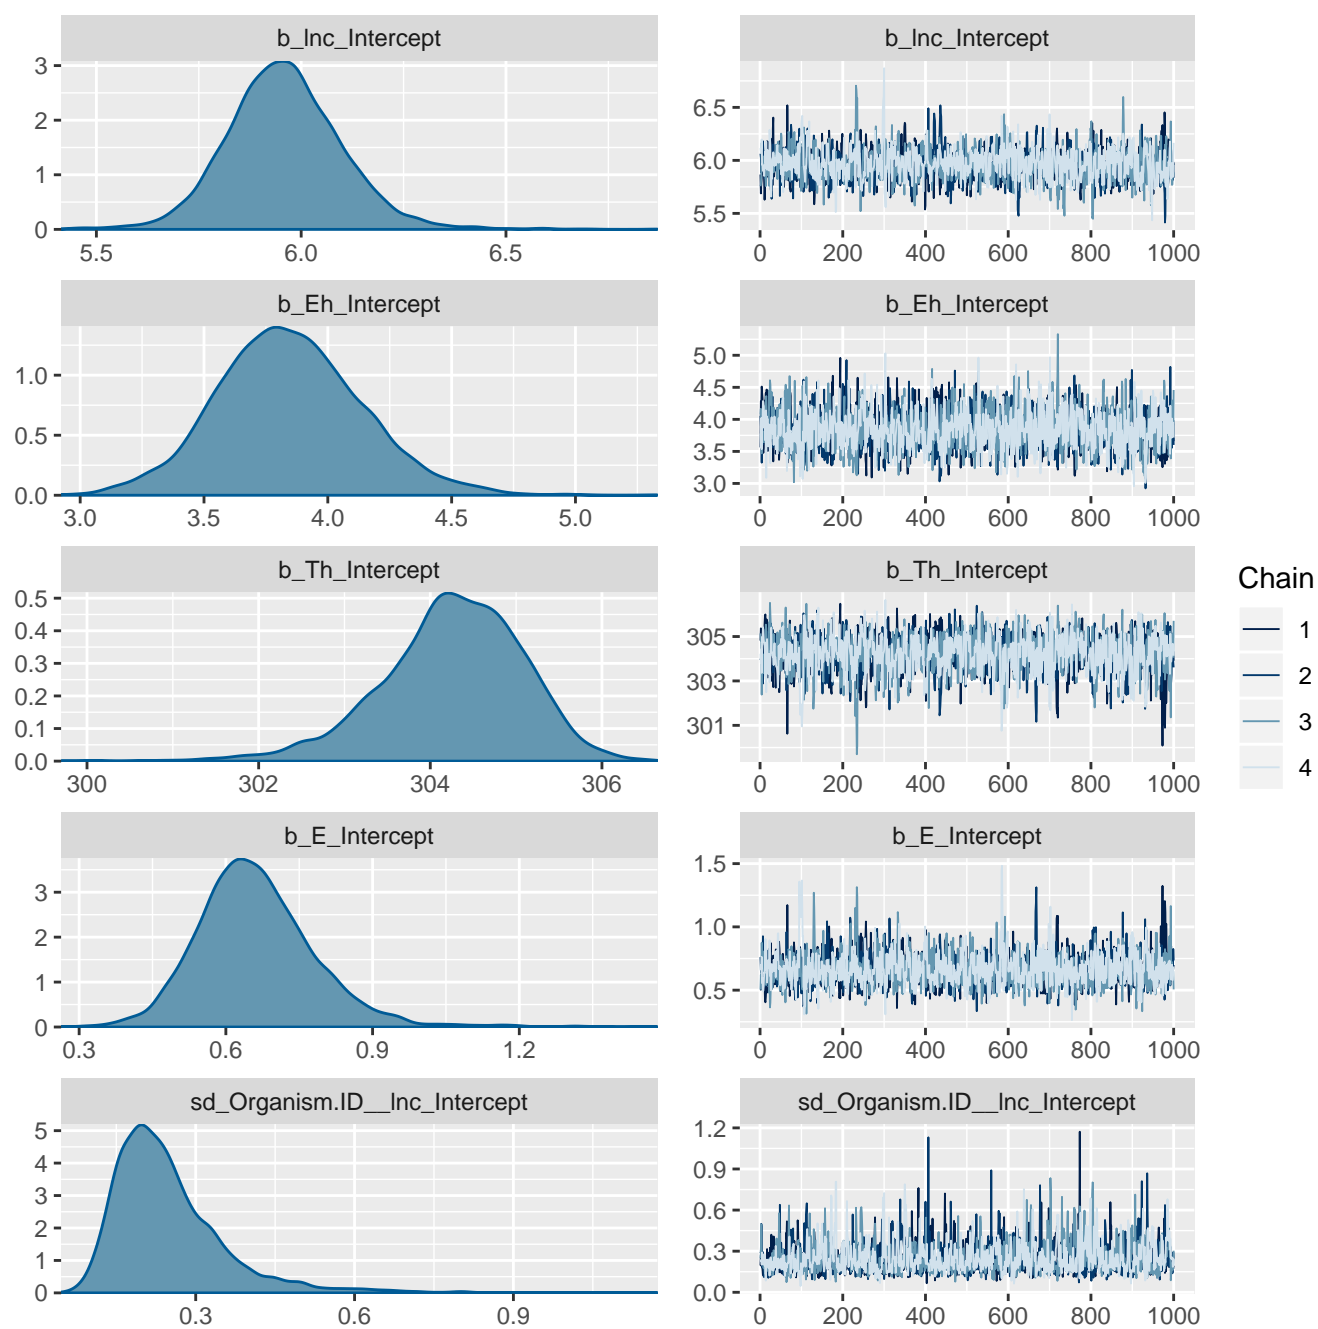 b_lnc_Intercept
b_lnc_Intercept
3
2
1
0
5.5 6.0 6.5
6.5
6.0
5.5
0 200 400 600 800 1000
b_Eh_Intercept
b_Eh_Intercept
1.0
0.5
0.0
3.0 3.5 4.0 4.5 5.0
5.0
4.5
4.0
3.5
3.0
0 200 400 600 800 1000
b_Th_Intercept
b_Th_Intercept
0.5
0.4
0.3
0.2
0.1
0.0
300 302 304 306
305
303
301
0 200 400 600 800 1000
b_E_Intercept
b_E_Intercept
3
2
1
0
0.3 0.6 0.9 1.2
1.5
1.0
0.5
0 200 400 600 800 1000
sd_Organism.ID__lnc_Intercept
sd_Organism.ID__lnc_Intercept
5
4
3
2
1
0
0.3 0.6 0.9
1.2
0.9
0.6
0.3
0.0
0 200 400 600 800 1000
Chain
1
2
3
4